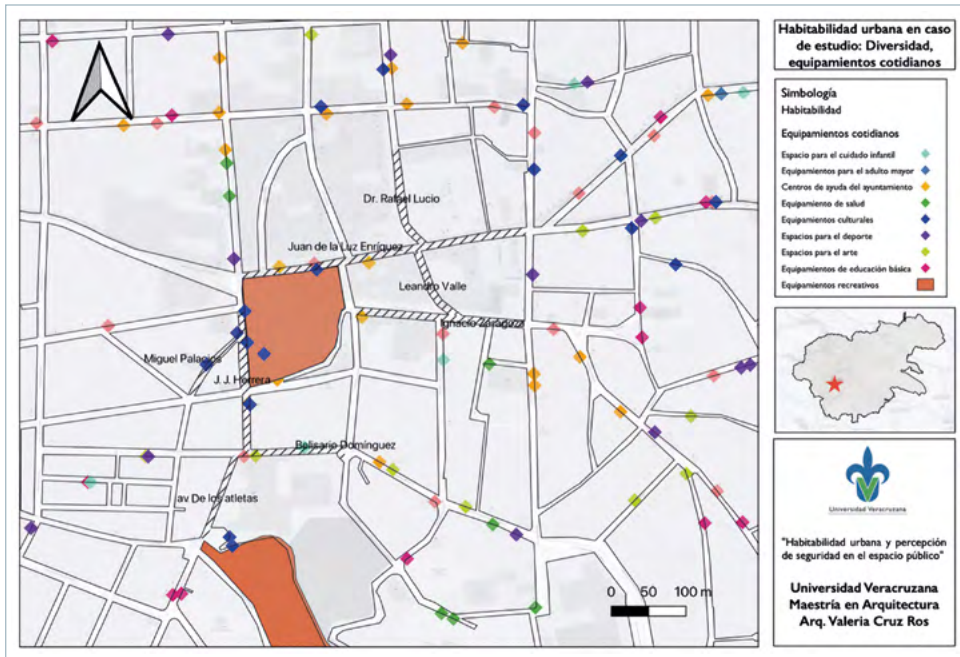 Habitabilidad urbana en caso
de estudio: Diversidad,
equipamientos cotidianos
Simbología
Habitabilidad
Equipamientos cotidianos
Espacio para el cuidado infantil
Equipamientos para el adulto mayor
Centros de ayuda del ayuntamiento
Equipamiento de salud
Equipamientos culturales
Espacios para el deporte
Espacios para el arte
Equipamientos de educación básica
Equipamientos recreativos
Dr. Rafael Lucio
Juan de la Luz Enríquez
Leandro Valle
Ignacio Zaragoza
Miguel Palacios
J. J. Herrera
Belisario Domínguez
av De los atletas
0 50 100 m
Universidad Veracruzana
"Habitabilidad urbana y percepción
de seguridad en el espacio público"
Universidad Veracruzana
Maestría en Arquitectura
Arq. Valeria Cruz Ros